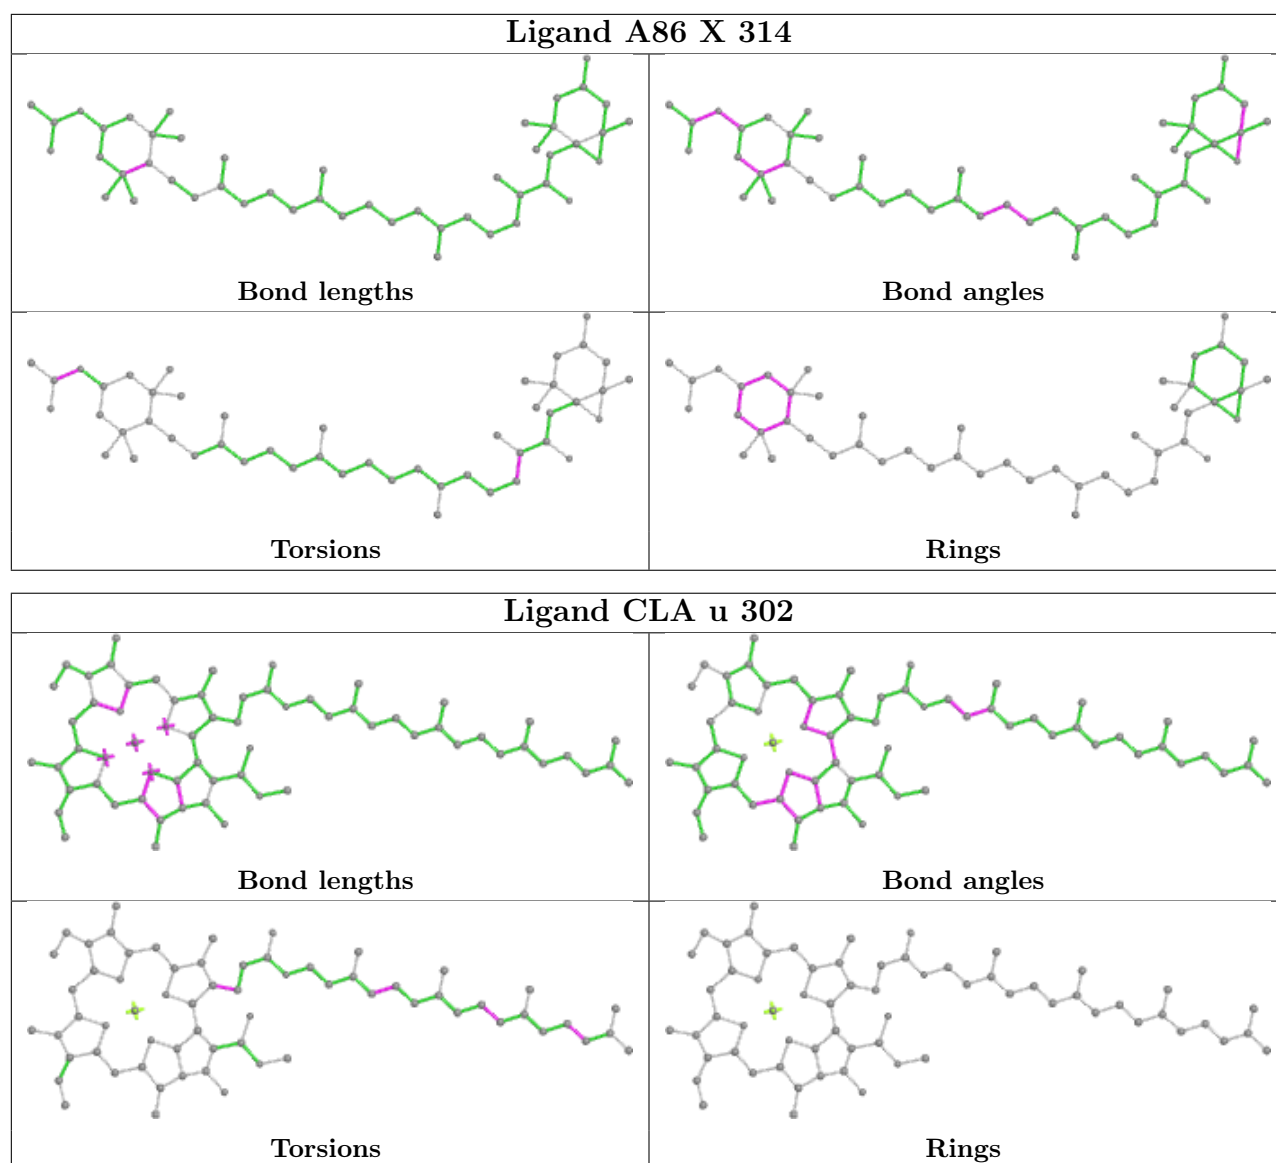 Ligand A86 X 314
Bond lengths
Bond angles
Torsions
Rings
Ligand CLA u 302
Bond lengths
Bond angles
Torsions
Rings